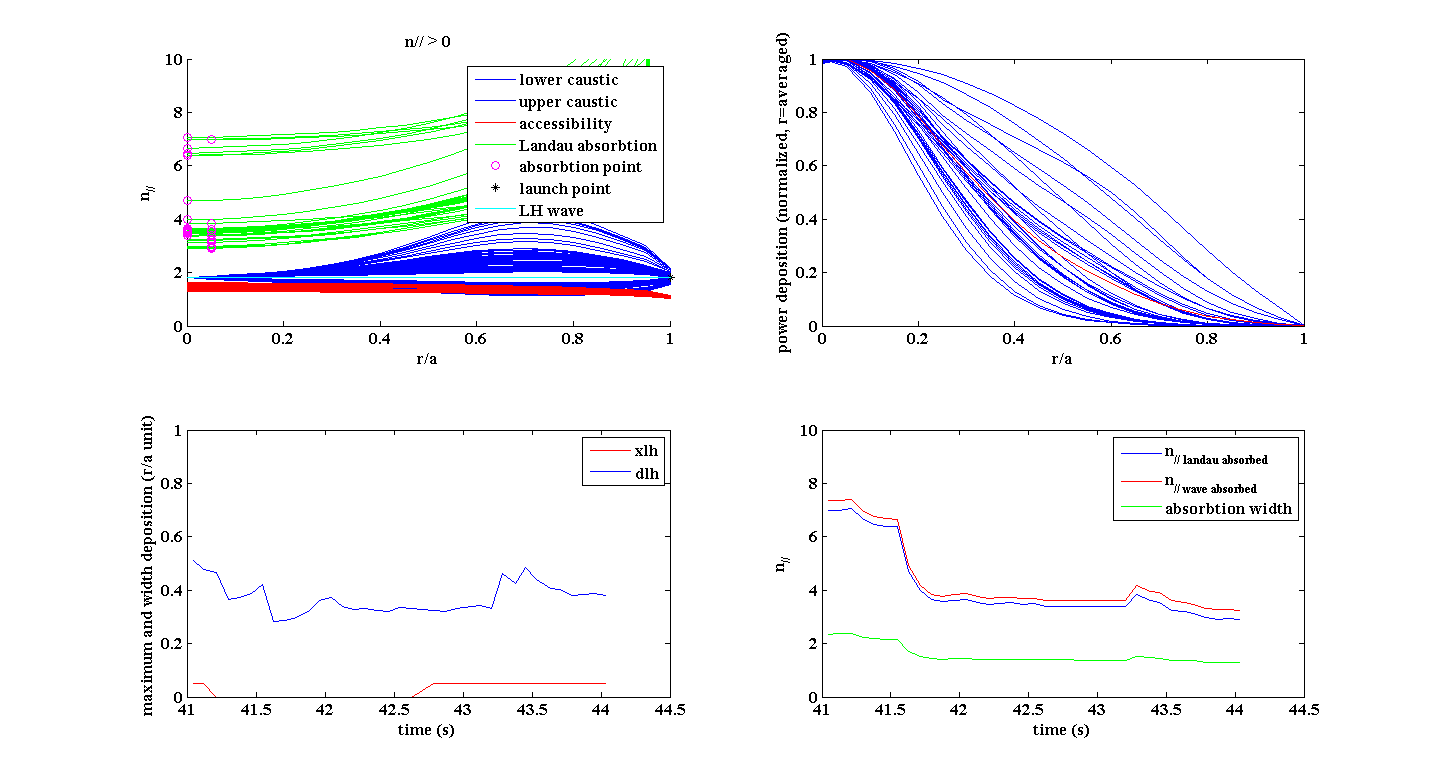 n// > 0
10
8
6
4
2
0
0
0.2
0.4
0.6
0.8
1
n//
r/a
lower caustic
upper caustic
accessibility
Landau absorbtion
absorbtion point
launch point
LH wave
power deposition (normalized, r=averaged)
1
0.8
0.6
0.4
0.2
0
0
0.2
0.4
0.6
0.8
1
r/a
maximum and width deposition (r/a unit)
1
0.8
0.6
0.4
0.2
0
41
41.5
42
42.5
43
43.5
44
44.5
time (s)
xlh
dlh
n//
10
8
6
4
2
0
41
41.5
42
42.5
43
43.5
44
44.5
time (s)
n// landau absorbed
n// wave absorbed
absorbtion width